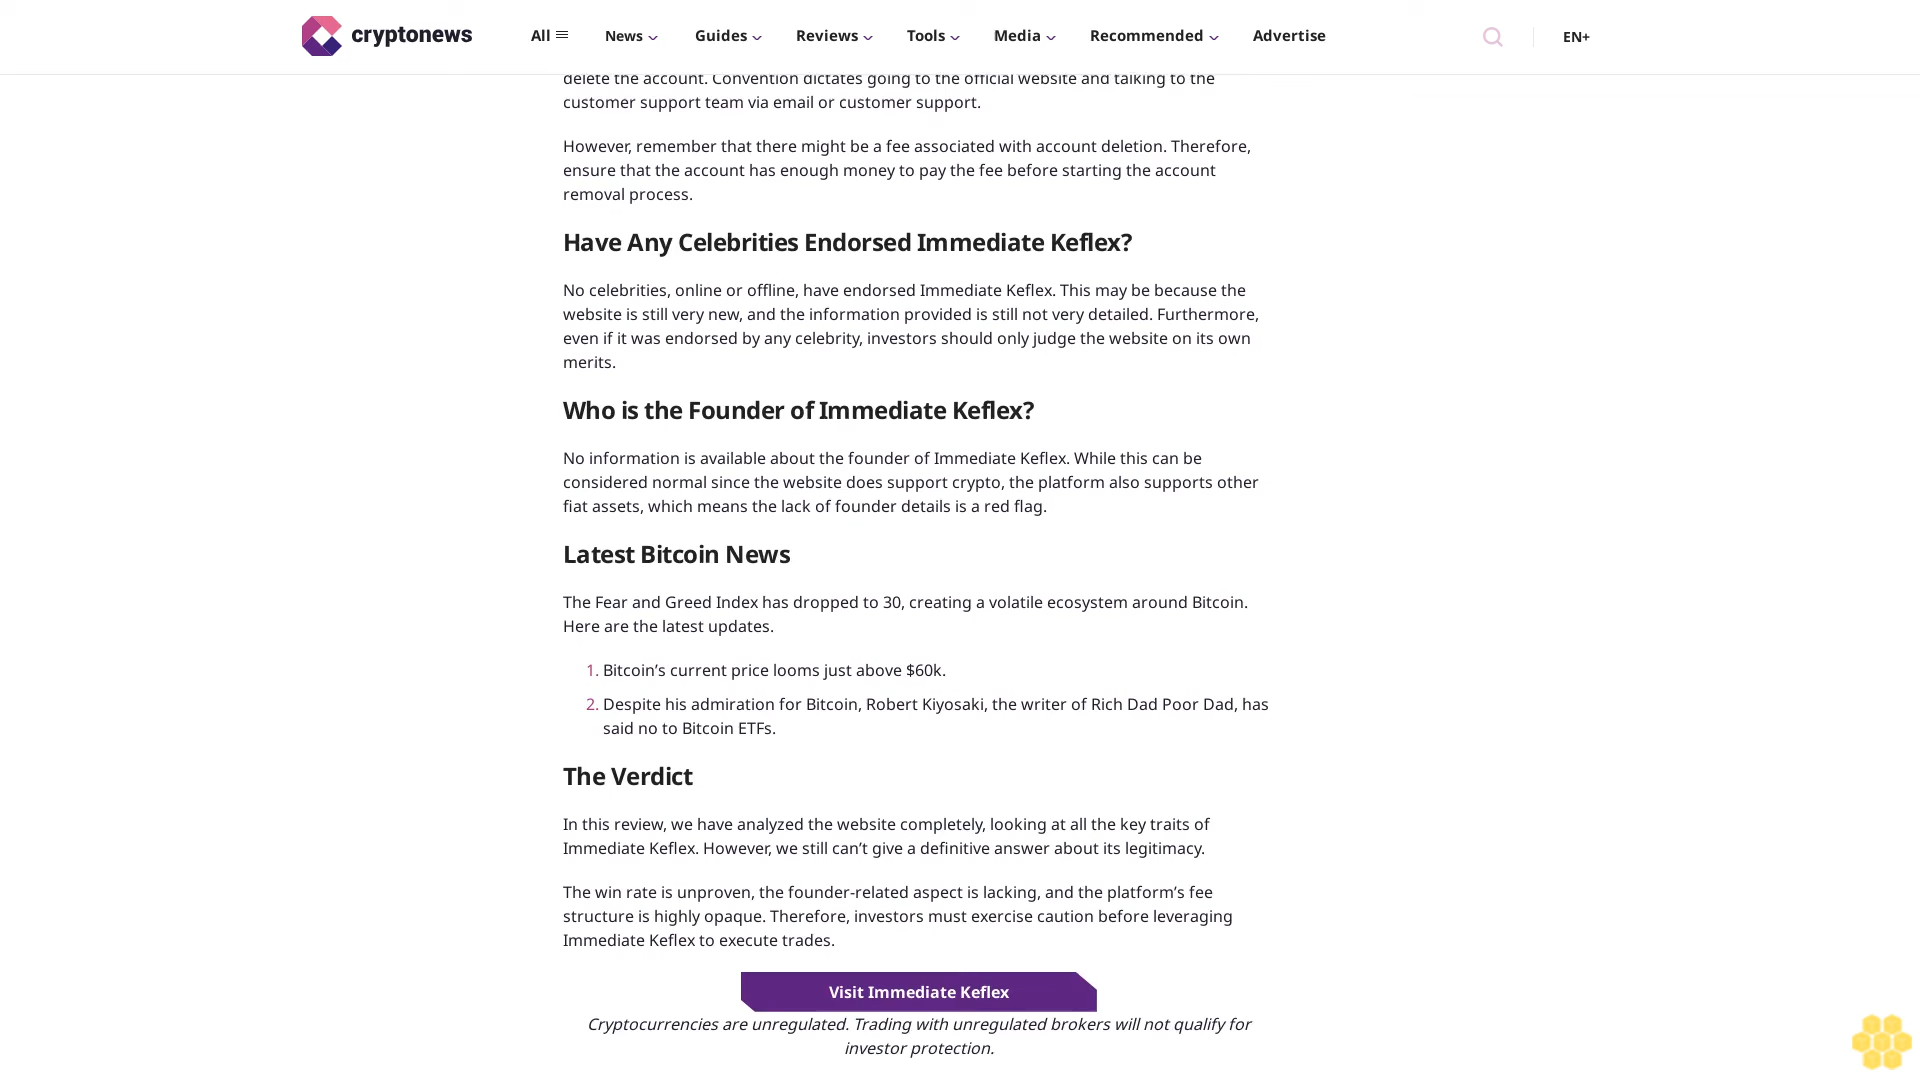 cryptonews
All
News
Guides
Reviews
Tools
Media
Recommended
Advertise
EN+
delete the account. Convention dictates going to the official website and talking to the
customer support team via email or customer support.
However, remember that there might be a fee associated with account deletion. Therefore,
ensure that the account has enough money to pay the fee before starting the account
removal process.
Have Any Celebrities Endorsed Immediate Keflex?
No celebrities, online or offline, have endorsed Immediate Keflex. This may be because the
website is still very new, and the information provided is still not very detailed. Furthermore,
even if it was endorsed by any celebrity, investors should only judge the website on its own
merits.
Who is the Founder of Immediate Keflex?
No information is available about the founder of Immediate Keflex. While this can be
considered normal since the website does support crypto, the platform also supports other
fiat assets, which means the lack of founder details is a red flag.
Latest Bitcoin News
The Fear and Greed Index has dropped to 30, creating a volatile ecosystem around Bitcoin.
Here are the latest updates.
1. Bitcoin’s current price looms just above $60k.
2. Despite his admiration for Bitcoin, Robert Kiyosaki, the writer of Rich Dad Poor Dad, has
said no to Bitcoin ETFs.
The Verdict
In this review, we have analyzed the website completely, looking at all the key traits of
Immediate Keflex. However, we still can’t give a definitive answer about its legitimacy.
The win rate is unproven, the founder-related aspect is lacking, and the platform’s fee
structure is highly opaque. Therefore, investors must exercise caution before leveraging
Immediate Keflex to execute trades.
Visit Immediate Keflex
Cryptocurrencies are unregulated. Trading with unregulated brokers will not qualify for
investor protection.